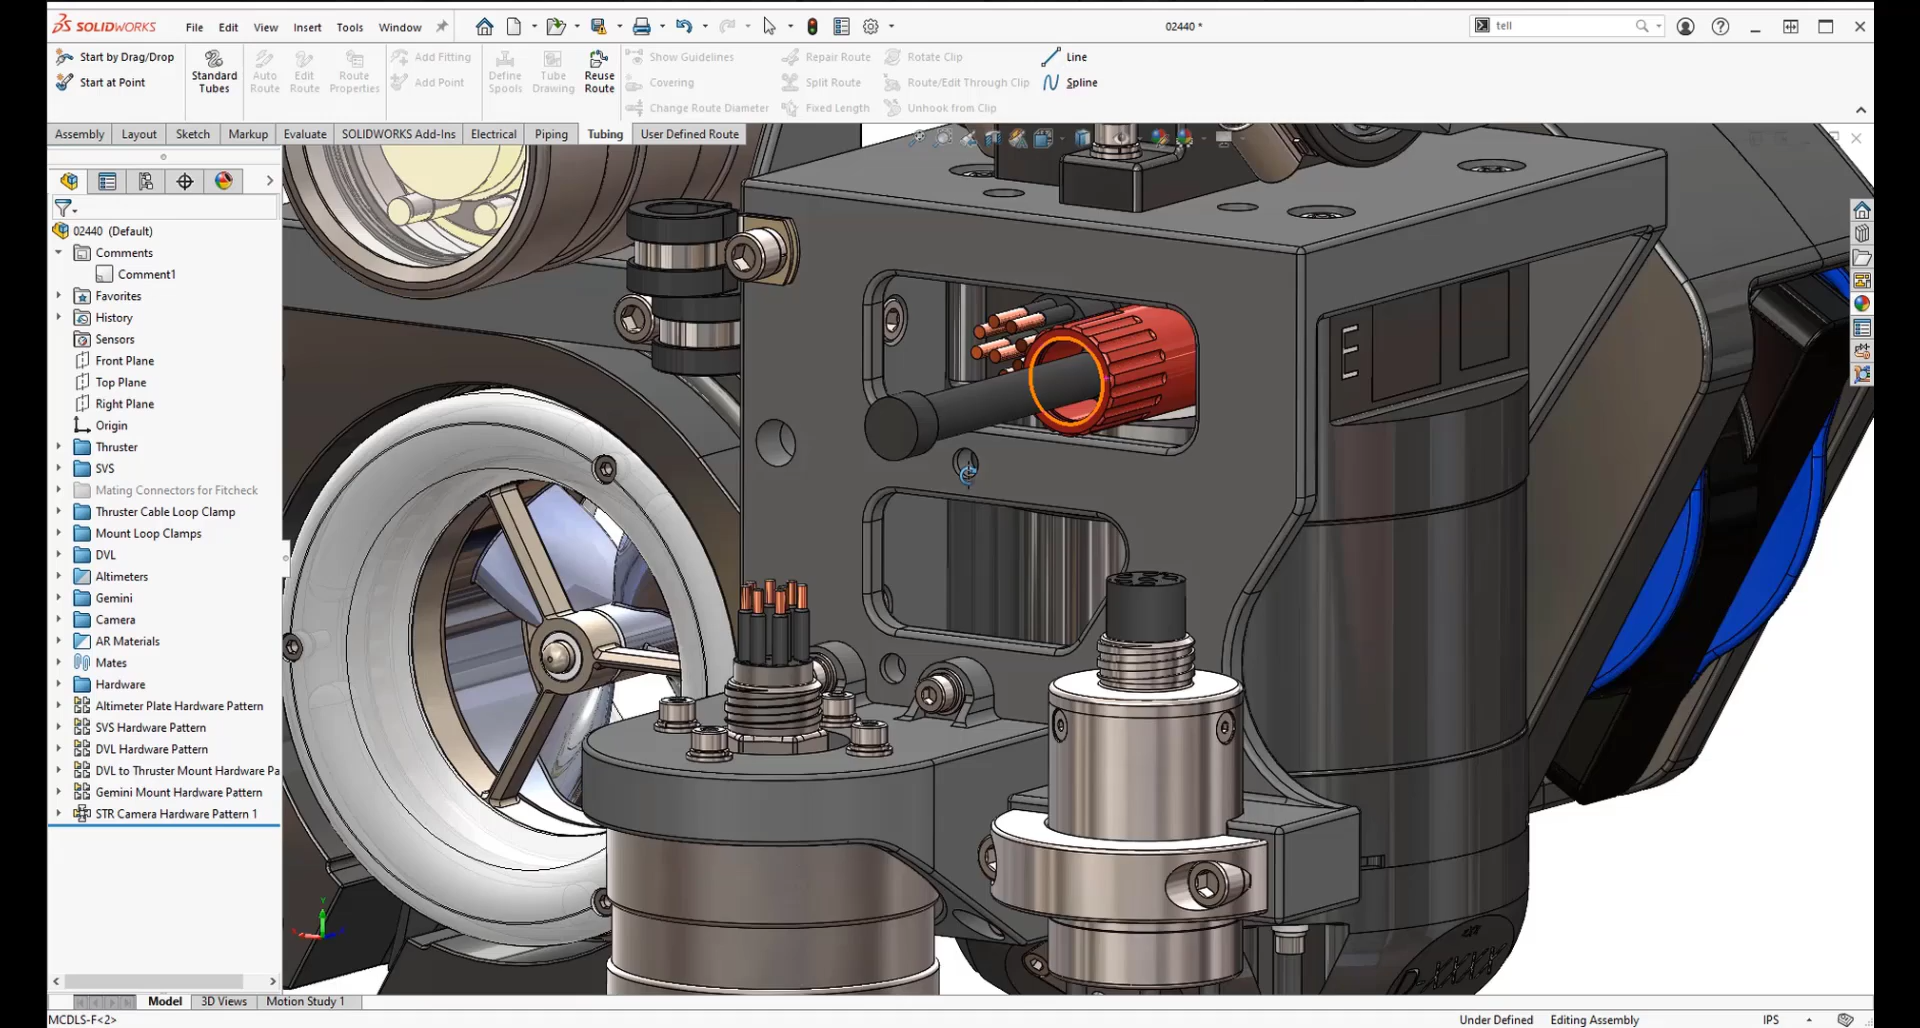 SOLIDWORKS File Edit View Insert Tools Window 02440 * tell
Start by Drag/Drop
Start at Point
Standard Tubes
Auto Route
Edit Route
Route Properties
Add Fitting
Add Point
Define Spools
Tube Drawing
Reuse Route
Show Guidelines
Covering
Change Route Diameter
Repair Route
Split Route
Fixed Length
Rotate Clip
Route/Edit Through Clip
Unhook from Clip
Line
Spline
Assembly Layout Sketch Markup Evaluate SOLIDWORKS Add-Ins Electrical Piping Tubing User Defined Route
02440 (Default)
Comments
Comment1
Favorites
History
Sensors
Front Plane
Top Plane
Right Plane
Origin
Thruster
SVS
Mating Connectors for Fitcheck
Thruster Cable Loop Clamp
Mount Loop Clamps
DVL
Altimeters
Gemini
Camera
AR Materials
Mates
Hardware
Altimeter Plate Hardware Pattern
SVS Hardware Pattern
DVL Hardware Pattern
DVL to Thruster Mount Hardware Pa
Gemini Mount Hardware Pattern
STR Camera Hardware Pattern 1
Model 3D Views Motion Study 1
MCDLS-F<2> Under Defined Editing Assembly IPS